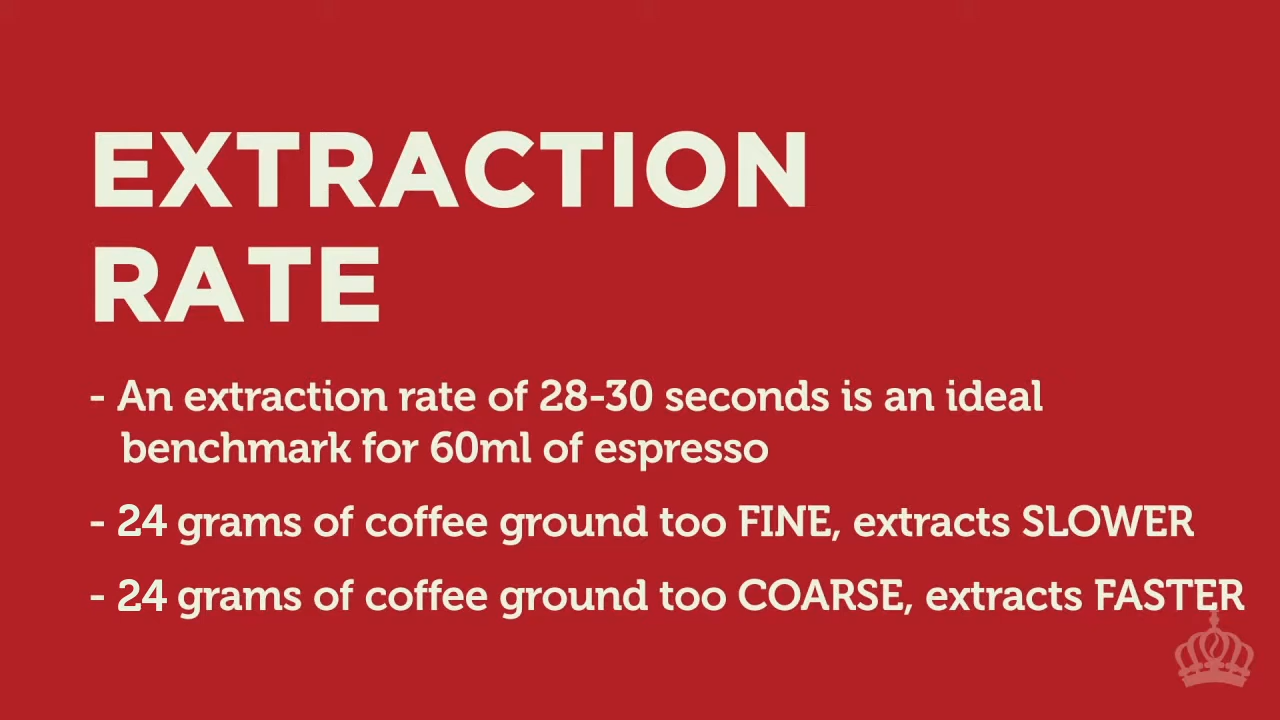 EXTRACTION
RATE
- An extraction rate of 28-30 seconds is an ideal
benchmark for 60ml of espresso
- 24 grams of coffee ground too FINE, extracts SLOWER
- 24 grams of coffee ground too COARSE, extracts FASTER